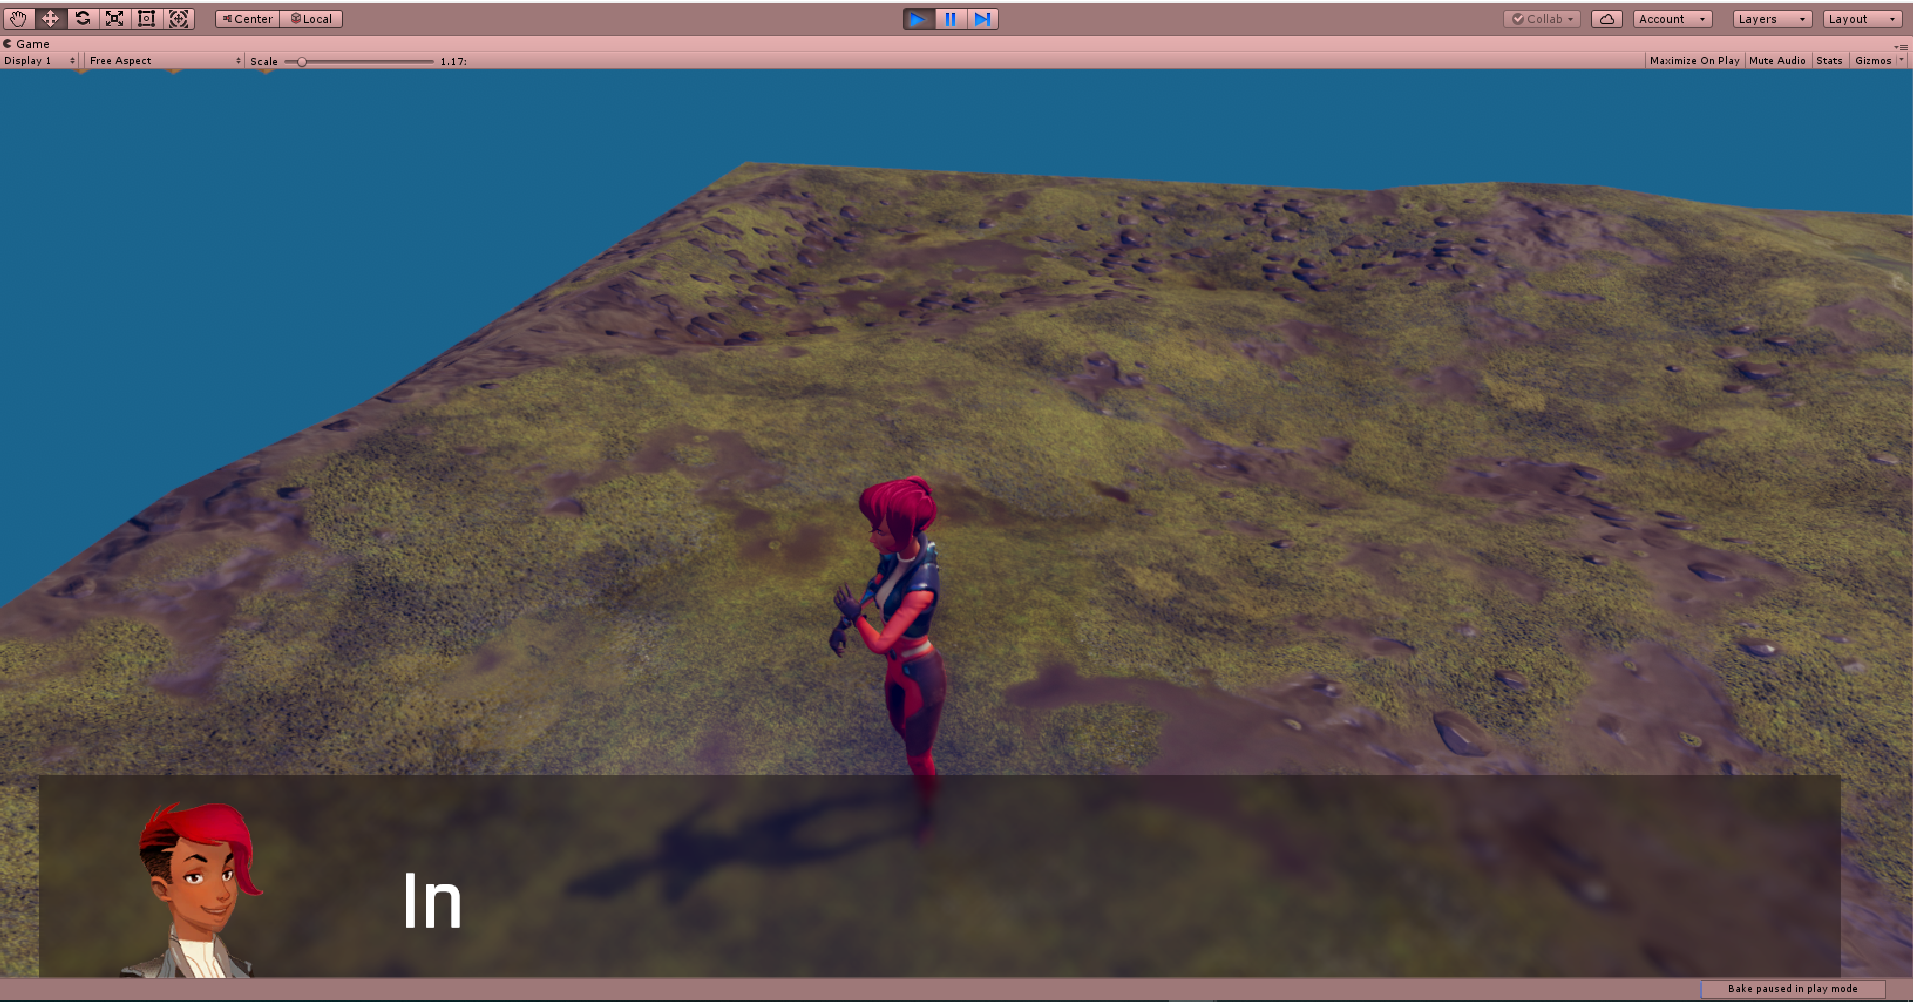 Center Local Collab Account Layers Layout
Game
Display 1 Free Aspect Scale 1.17: Maximize On Play Mute Audio Stats Gizmos
In
Bake paused in play mode